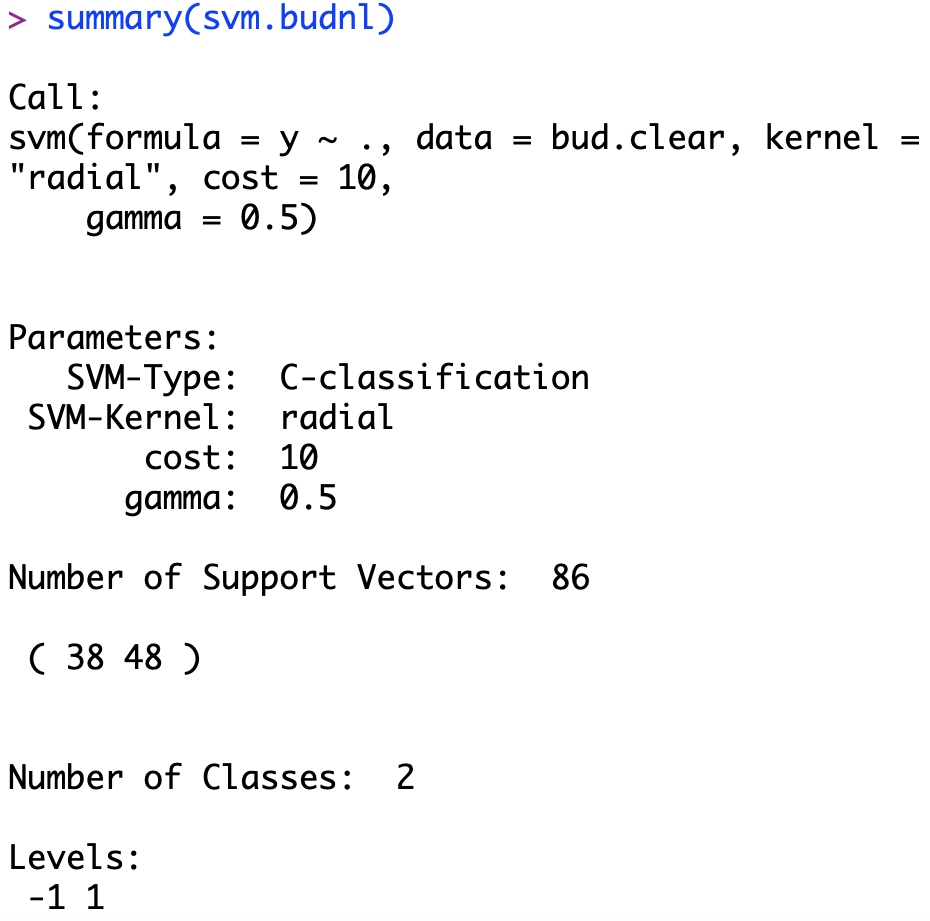 > summary(svm.budnl)
Call:
svm(formula = y ~ ., data = bud.clear, kernel =
"radial", cost = 10,
    gamma = 0.5)
Parameters:
   SVM-Type:  C-classification
 SVM-Kernel:  radial
       cost:  10
      gamma:  0.5
Number of Support Vectors:  86
 ( 38 48 )
Number of Classes:  2
Levels:
 -1 1